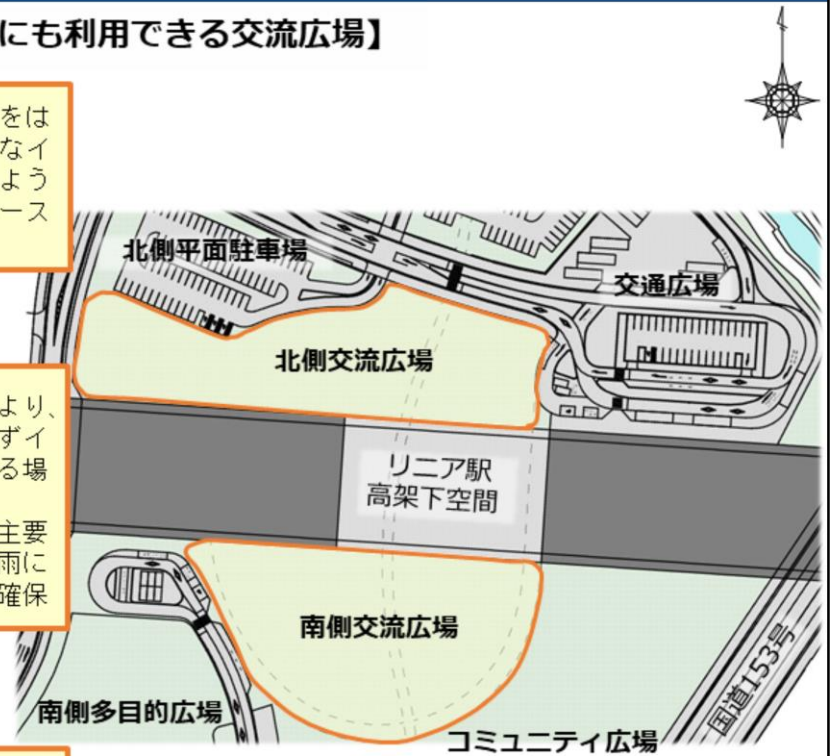 にも利用できる交流広場】
をは
なイ
よう
ース
北側平面駐車場
交通広場
北側交流広場
より、
ずイ
る場
主要
雨に
確保
リニア駅
高架下空間
南側交流広場
南側多目的広場
コミュニティ広場
国道153号